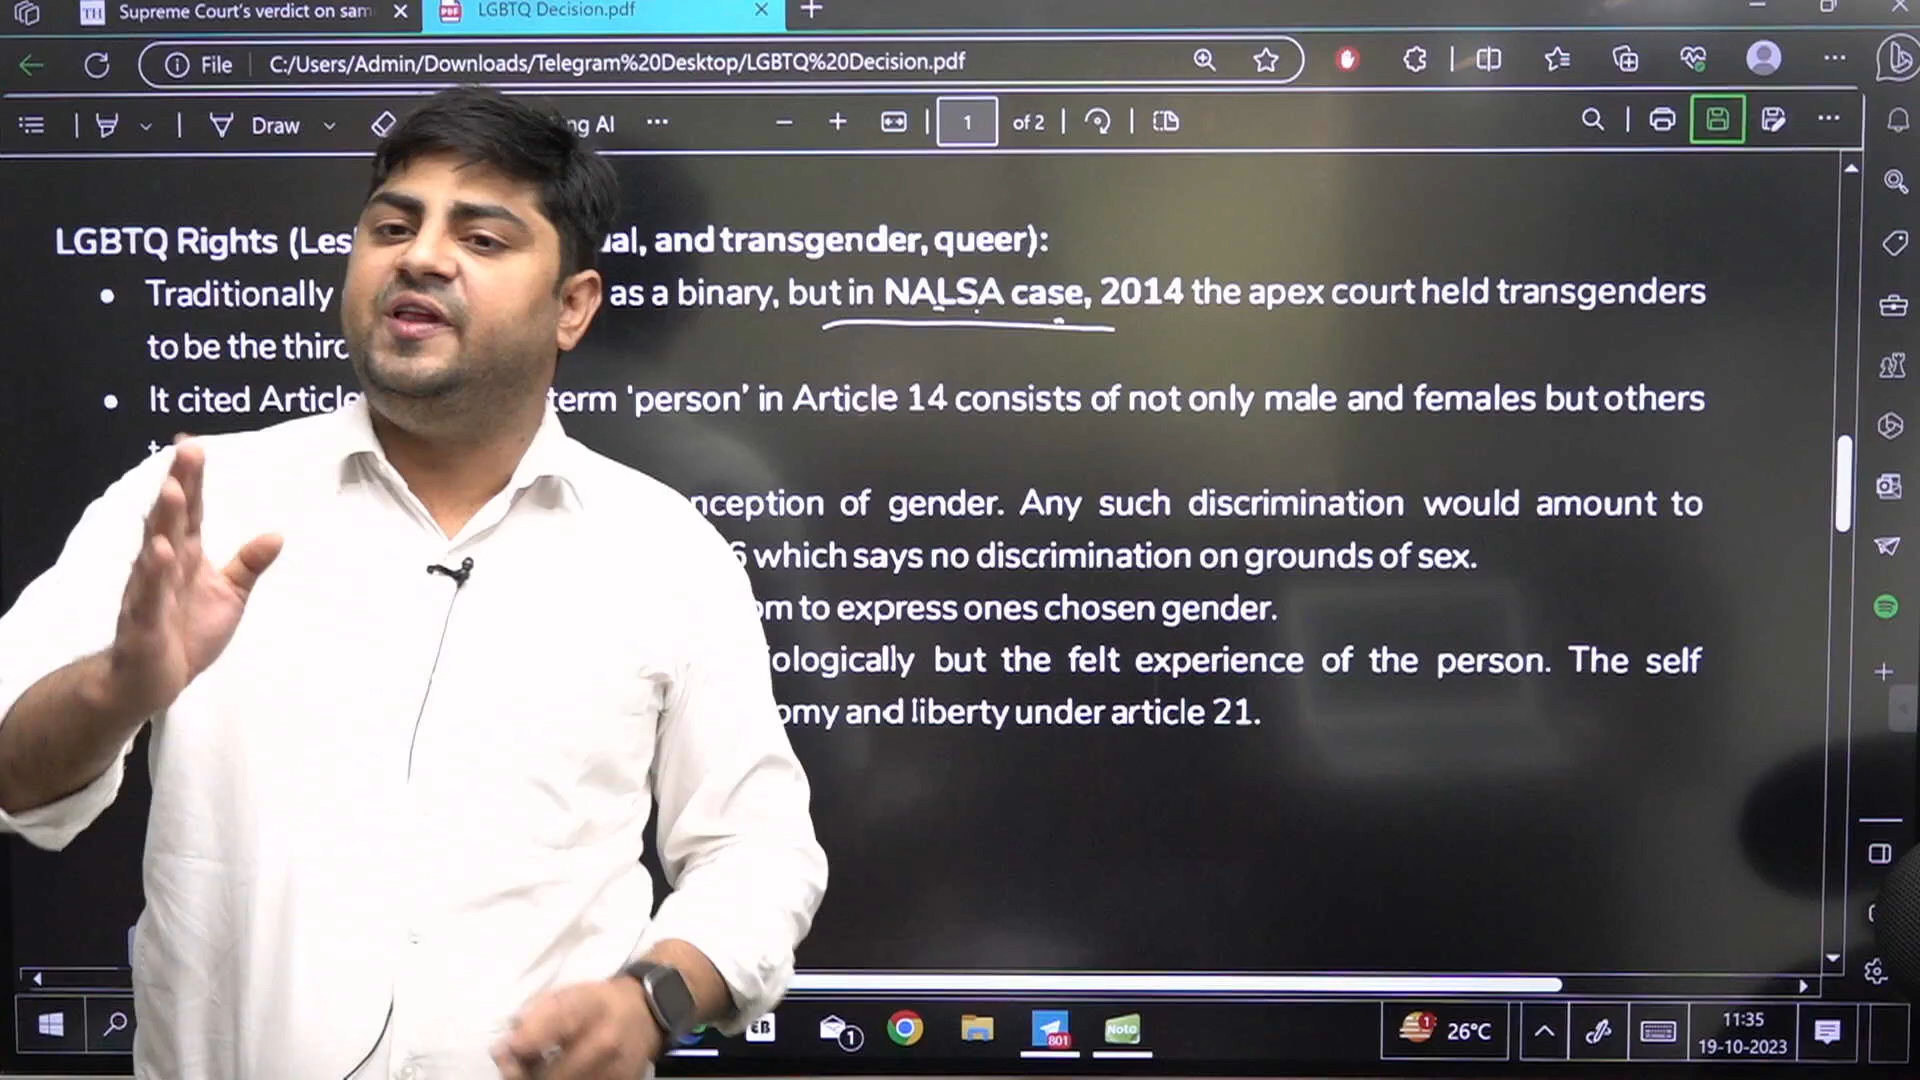 Supreme Court's verdict on sam
LGBTQ Decision.pdf
File C:/Users/Admin/Downloads/Telegram%20Desktop/LGBTQ%20Decision.pdf
Draw ng AI 1 of 2
LGBTQ Rights (Les ual, and transgender, queer):
Traditionally as a binary, but in NALSA case, 2014 the apex court held transgenders
to be the third
It cited Article term 'person' in Article 14 consists of not only male and females but others
nception of gender. Any such discrimination would amount to
6 which says no discrimination on grounds of sex.
om to express ones chosen gender.
iologically but the felt experience of the person. The self
omy and liberty under article 21.
1
801
Note
1
26°C
11:35
19-10-2023